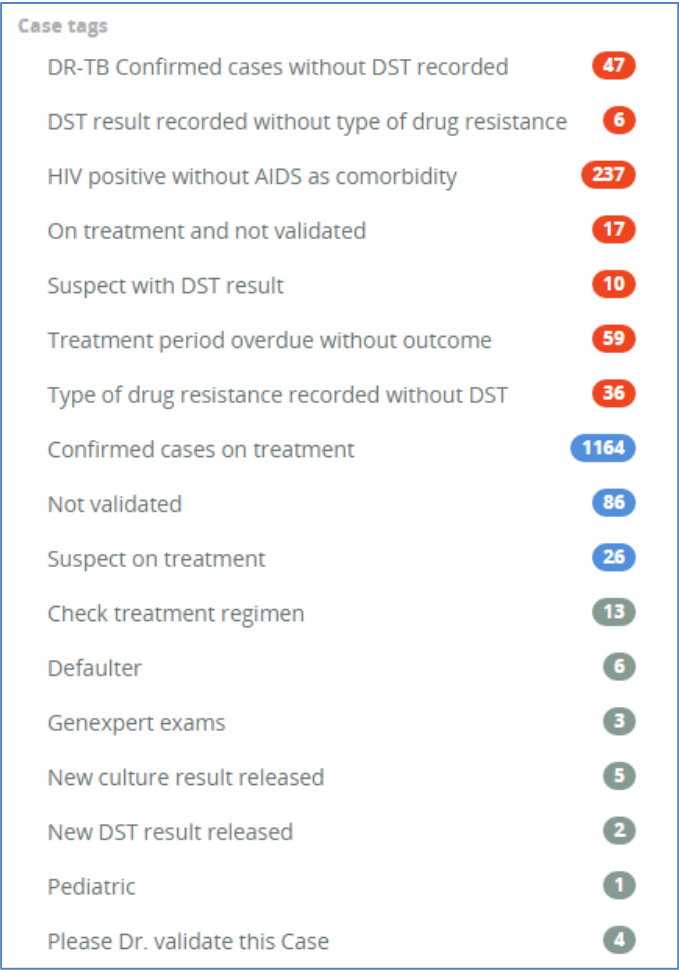 Case tags
DR-TB Confirmed cases without DST recorded 47
DST result recorded without type of drug resistance 6
HIV positive without AIDS as comorbidity 237
On treatment and not validated 17
Suspect with DST result 10
Treatment period overdue without outcome 59
Type of drug resistance recorded without DST 36
Confirmed cases on treatment 1164
Not validated 86
Suspect on treatment 26
Check treatment regimen 13
Defaulter 6
Genexpert exams 3
New culture result released 5
New DST result released 2
Pediatric 1
Please Dr. validate this Case 4